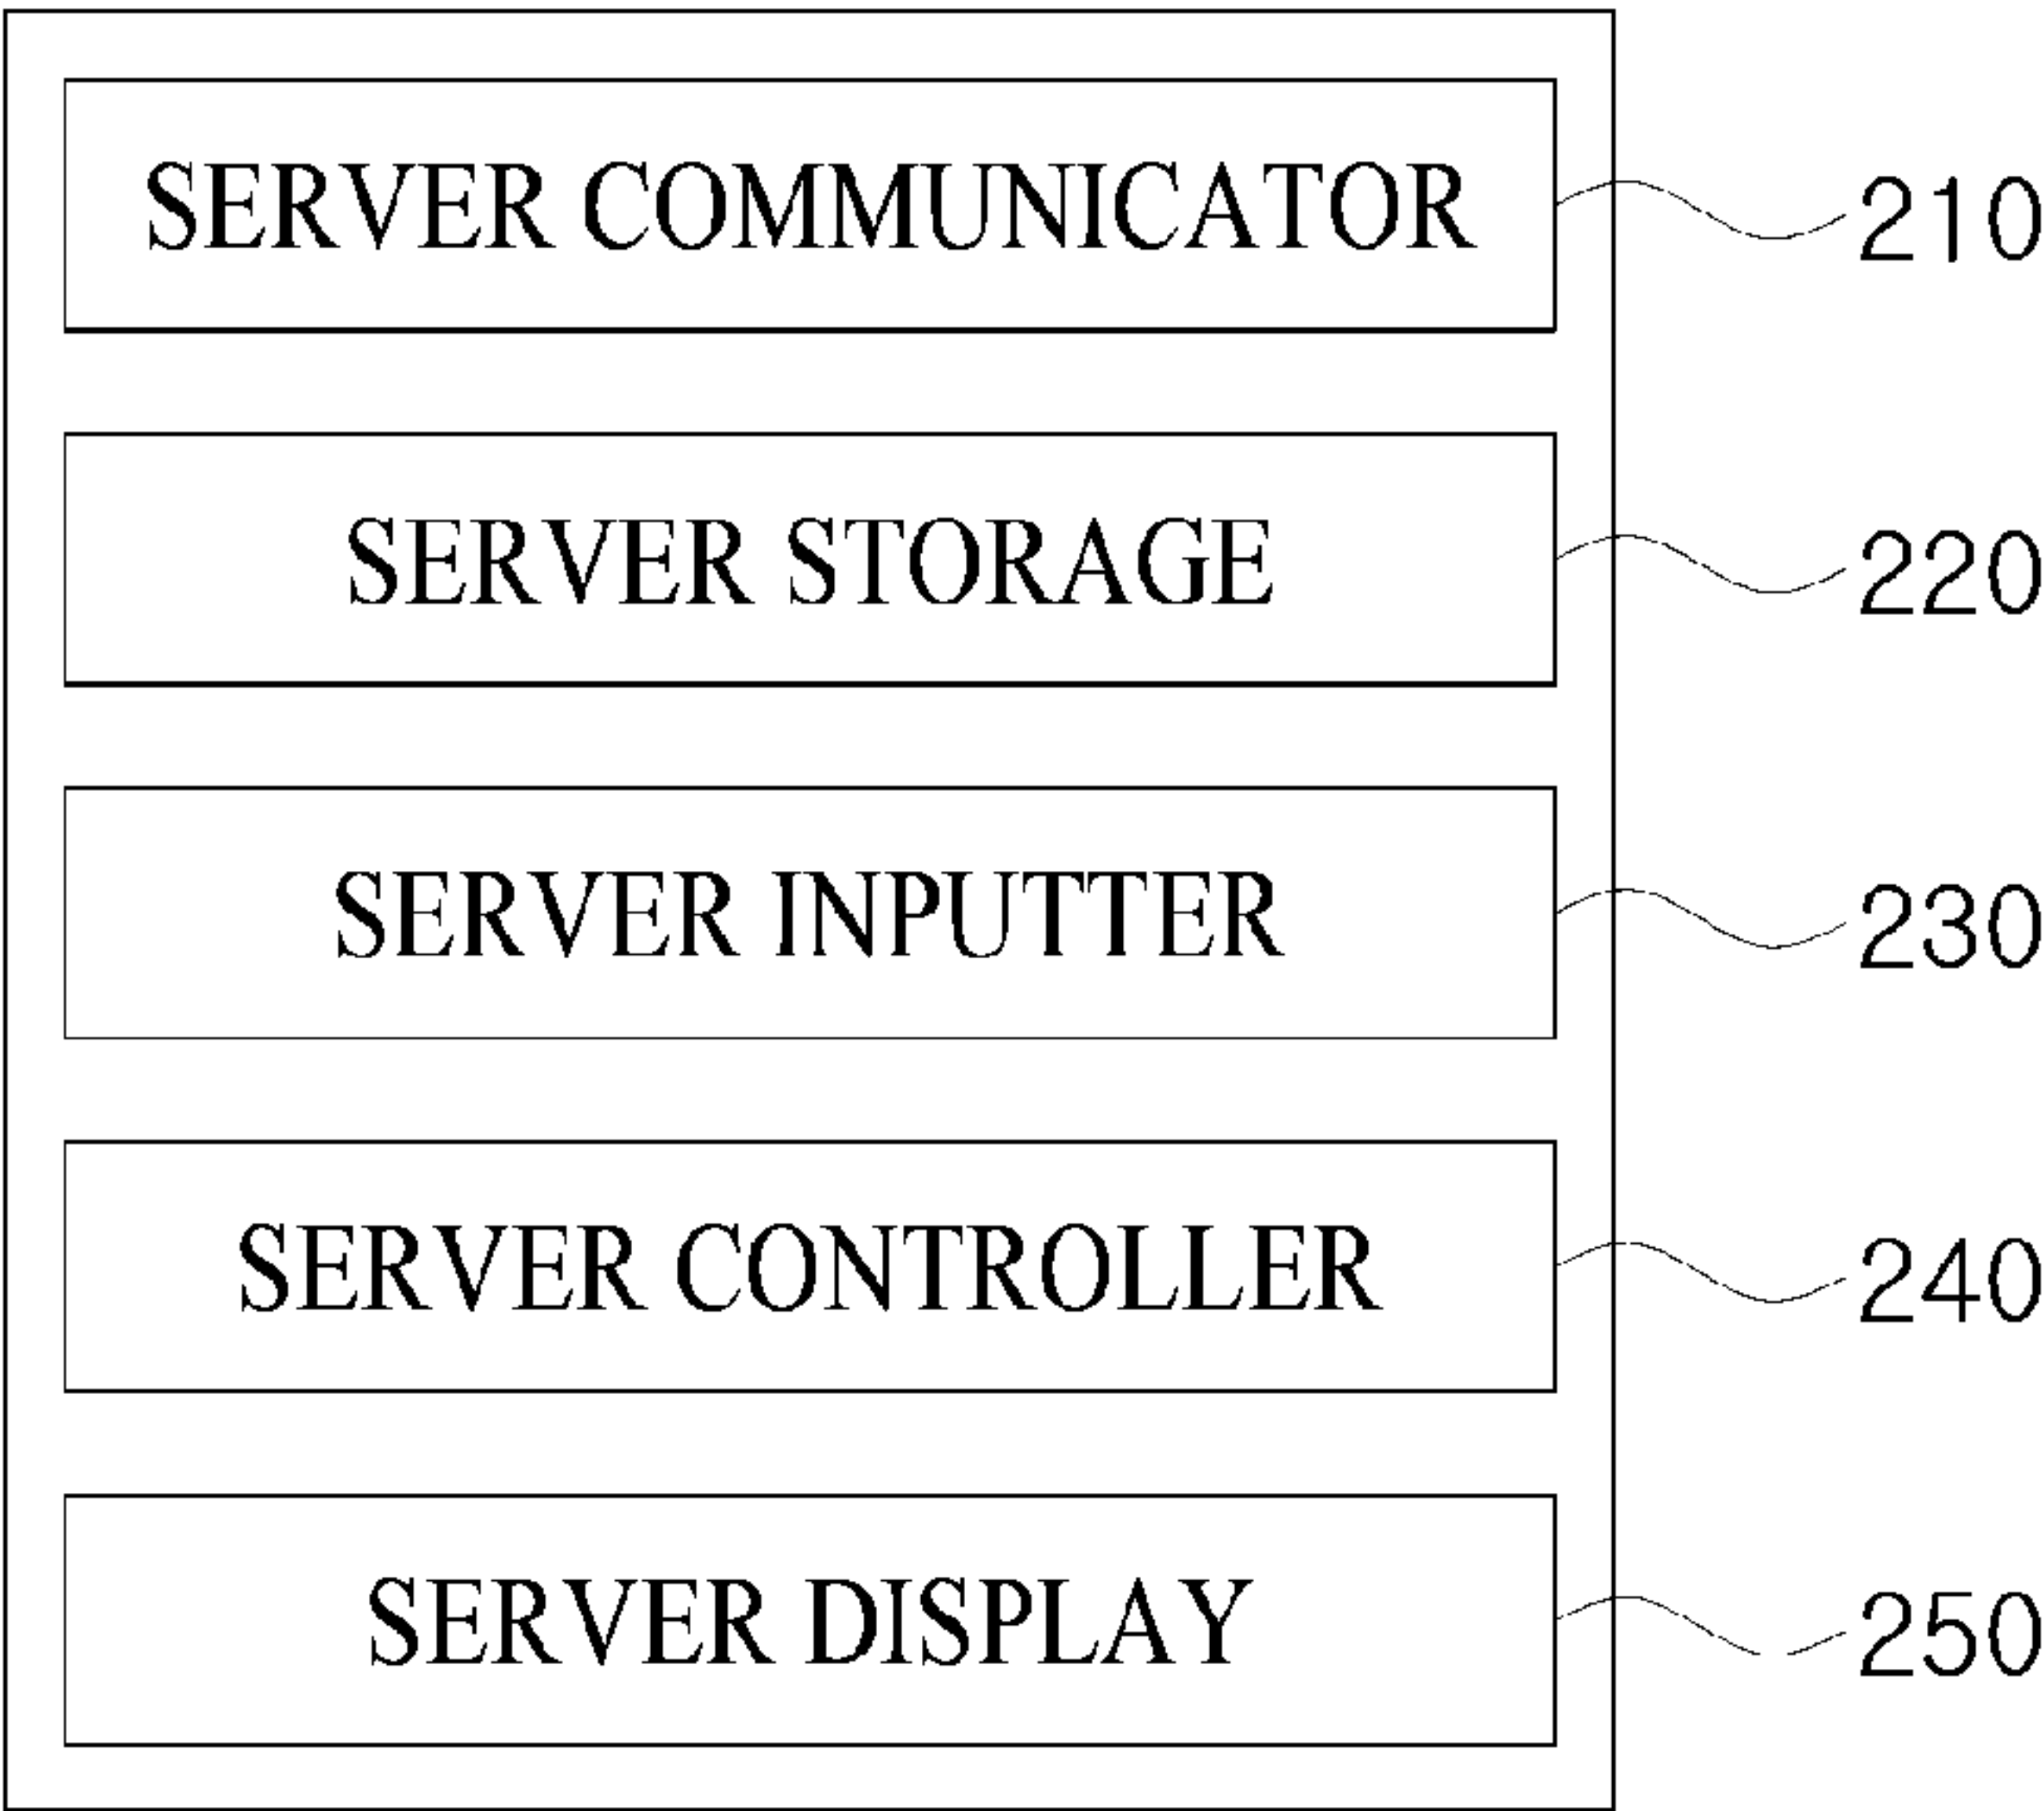 SERVER COMMUNICATOR 210
SERVER STORAGE 220
SERVER INPUTTER 230
SERVER CONTROLLER 240
SERVER DISPLAY 250